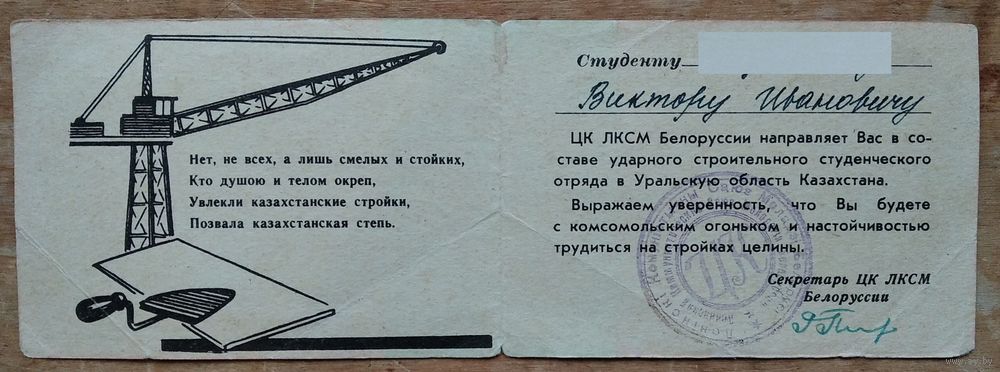 Нет, не всех, а лишь смелых и стойких,
Кто душою и телом окреп,
Увлекли казахстанские стройки,
Позвала казахстанская степь.
Студенту
Виктору Ивановичу
ЦК ЛКСМ Белоруссии направляет Вас в со-
ставе ударного строительного студенческого
отряда в Уральскую область Казахстана.
Выражаем уверенность, что Вы будете
с комсомольским огоньком и настойчивостью
трудиться на стройках целины.
Секретарь ЦК ЛКСМ
Белоруссии